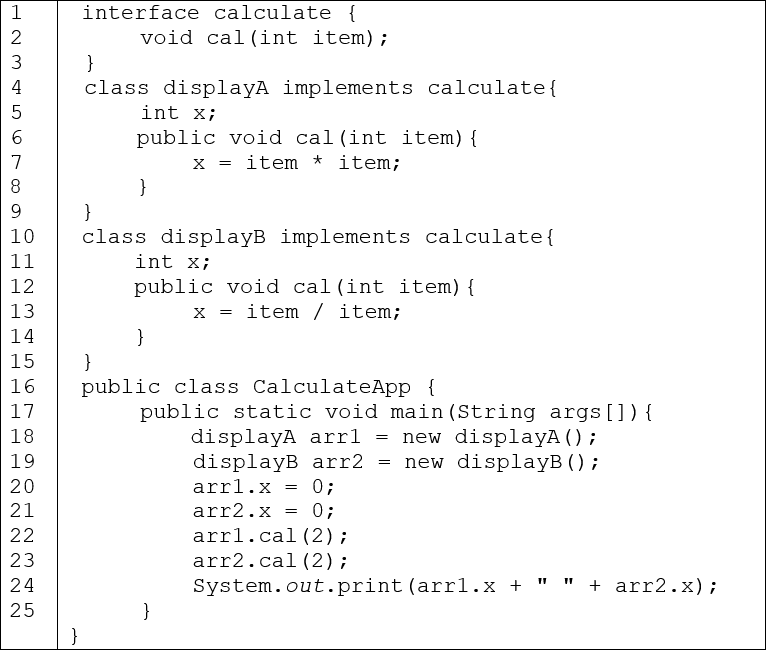 1 interface calculate {
2 void cal(int item);
3 }
4 class displayA implements calculate{
5 int x;
6 public void cal(int item){
7 x = item * item;
8 }
9 }
10 class displayB implements calculate{
11 int x;
12 public void cal(int item){
13 x = item / item;
14 }
15 }
16 public class CalculateApp {
17 public static void main(String args[]){
18 displayA arr1 = new displayA();
19 displayB arr2 = new displayB();
20 arr1.x = 0;
21 arr2.x = 0;
22 arr1.cal(2);
23 arr2.cal(2);
24 System.out.print(arr1.x + " " + arr2.x);
25 }
}